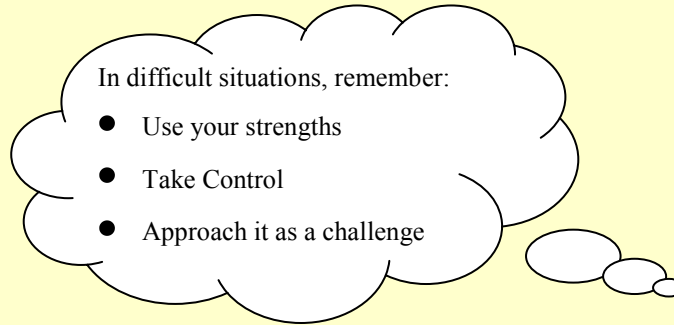 In difficult situations, remember:
● Use your strengths
● Take Control
● Approach it as a challenge